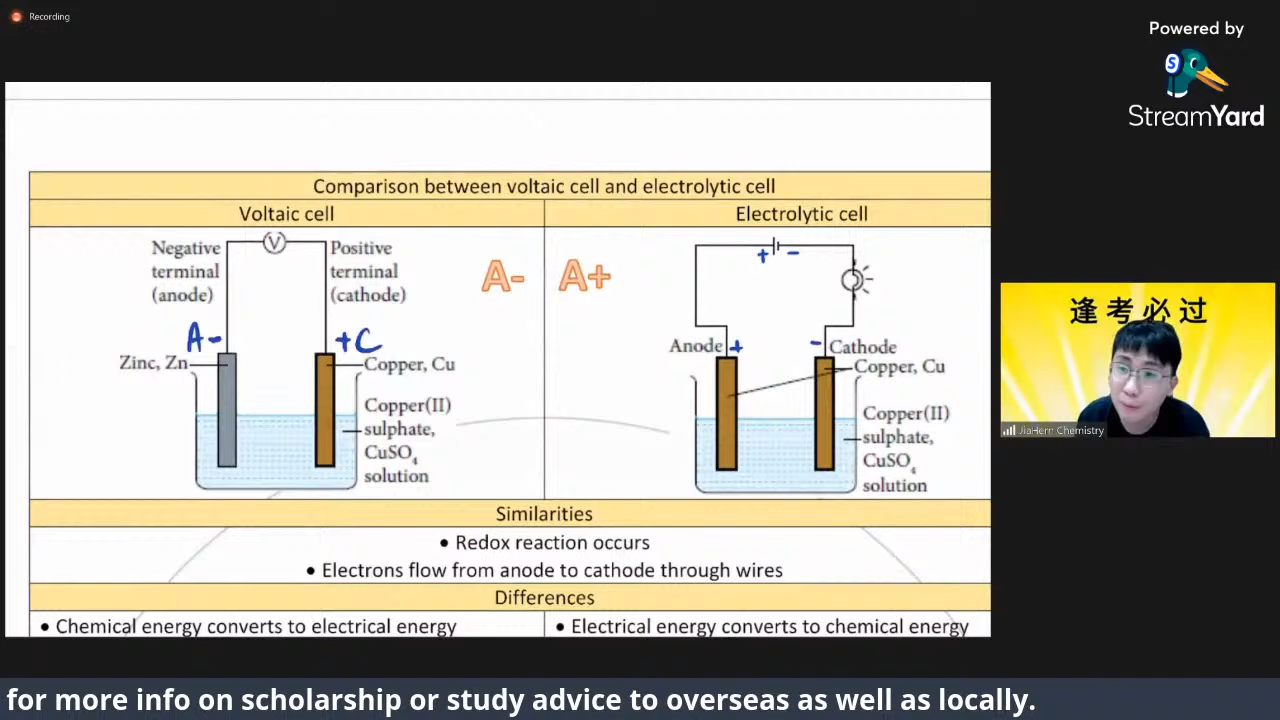 Recording
Powered by
S
StreamYard
Comparison between voltaic cell and electrolytic cell
Voltaic cell
Electrolytic cell
Negative
terminal
(anode)
V
Positive
terminal
(cathode)
A-
A+
+ -
A-
+C
Zinc, Zn
Copper, Cu
Copper(II)
sulphate,
CuSO4
solution
Anode +
- Cathode
Copper, Cu
Copper(II)
sulphate,
CuSO4
solution
Similarities
• Redox reaction occurs
• Electrons flow from anode to cathode through wires
Differences
• Chemical energy converts to electrical energy
• Electrical energy converts to chemical energy
逢考必过
JiaHerr Chemistry
for more info on scholarship or study advice to overseas as well as locally.